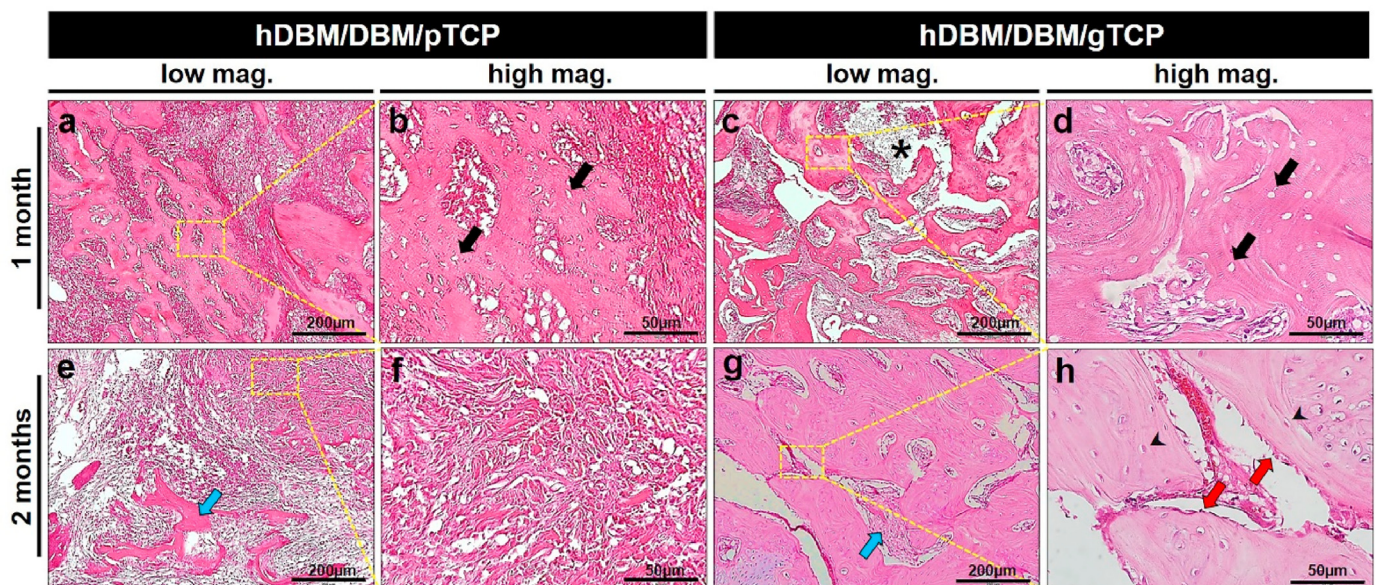 hDBM/DBM/pTCP hDBM/DBM/gTCP
low mag. high mag. low mag. high mag.
1 month
a b c d
*
200µm 50µm 200µm 50µm
2 months
e f g h
200µm 50µm 200µm 50µm